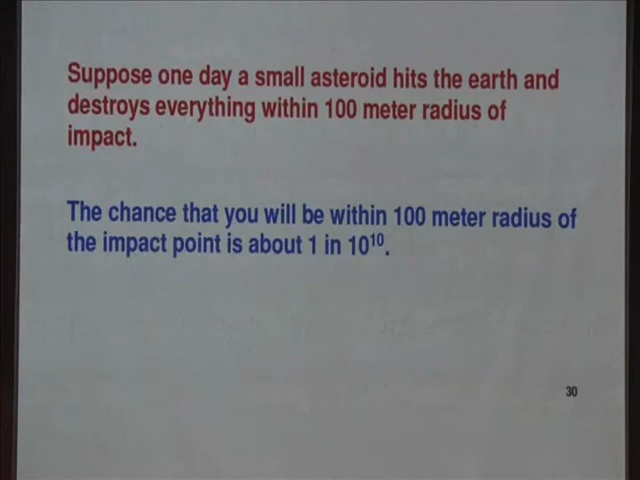 Suppose one day a small asteroid hits the earth and
destroys everything within 100 meter radius of
impact.
The chance that you will be within 100 meter radius of
the impact point is about 1 in 10¹⁰.
30